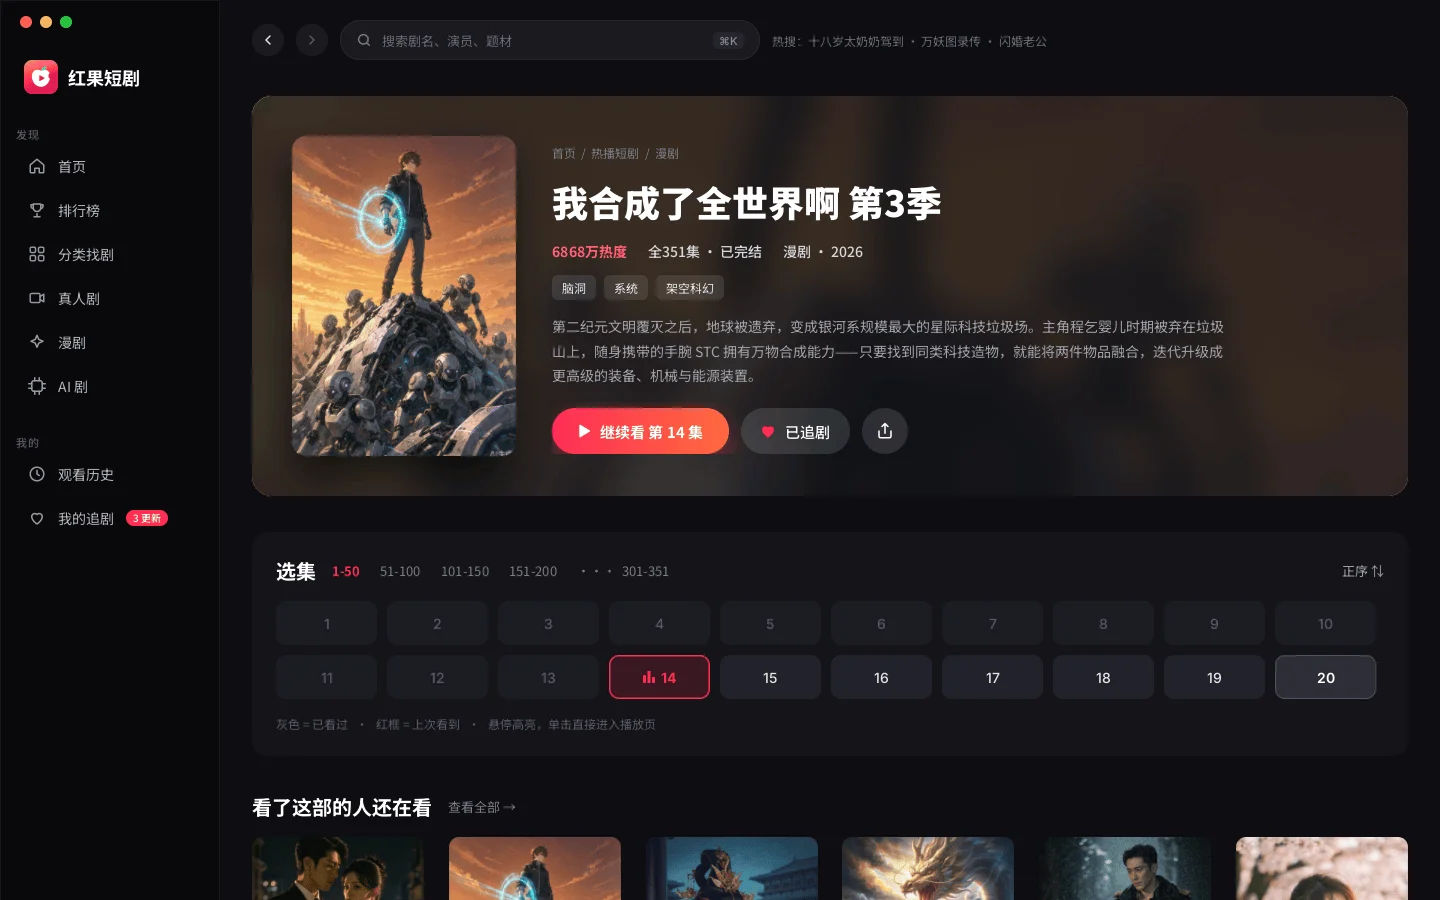 红果短剧
发现
首页
排行榜
分类找剧
真人剧
漫剧
AI 剧
我的
观看历史
我的追剧 3 更新
搜索剧名、演员、题材 ⌘K
热搜：十八岁太奶奶驾到 · 万妖图录传 · 闪婚老公
首页 / 热播短剧 / 漫剧
我合成了全世界啊 第3季
6868万热度 全351集 · 已完结 漫剧 · 2026
脑洞 系统 架空科幻
第二纪元文明覆灭之后，地球被遗弃，变成银河系规模最大的星际科技垃圾场。主角程乞婴儿时期被弃在垃圾
山上，随身携带的手腕 STC 拥有万物合成能力——只要找到同类科技造物，就能将两件物品融合，迭代升级成
更高级的装备、机械与能源装置。
继续看 第 14 集 已追剧
选集 1-50 51-100 101-150 151-200 ··· 301-351 正序 ⇅
1 2 3 4 5 6 7 8 9 10
11 12 13 14 15 16 17 18 19 20
灰色 = 已看过 · 红框 = 上次看到 · 悬停高亮，单击直接进入播放页
看了这部的人还在看 查看全部 →